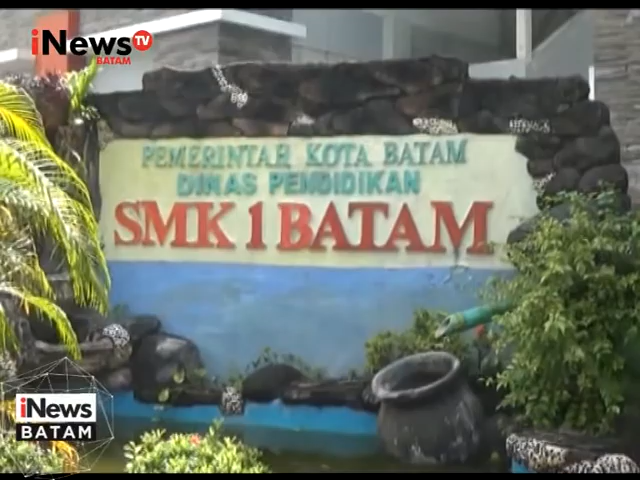 iNews TV
BATAM
PEMERINTAH KOTA BATAM
DINAS PENDIDIKAN
SMK 1 BATAM
iNews
BATAM